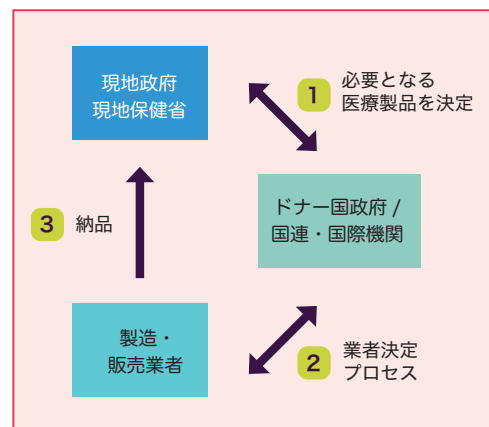 現地政府
現地保健省
1
必要となる
医療製品を決定
ドナー国政府 /
国連・国際機関
3
納品
製造・
販売業者
2
業者決定
プロセス